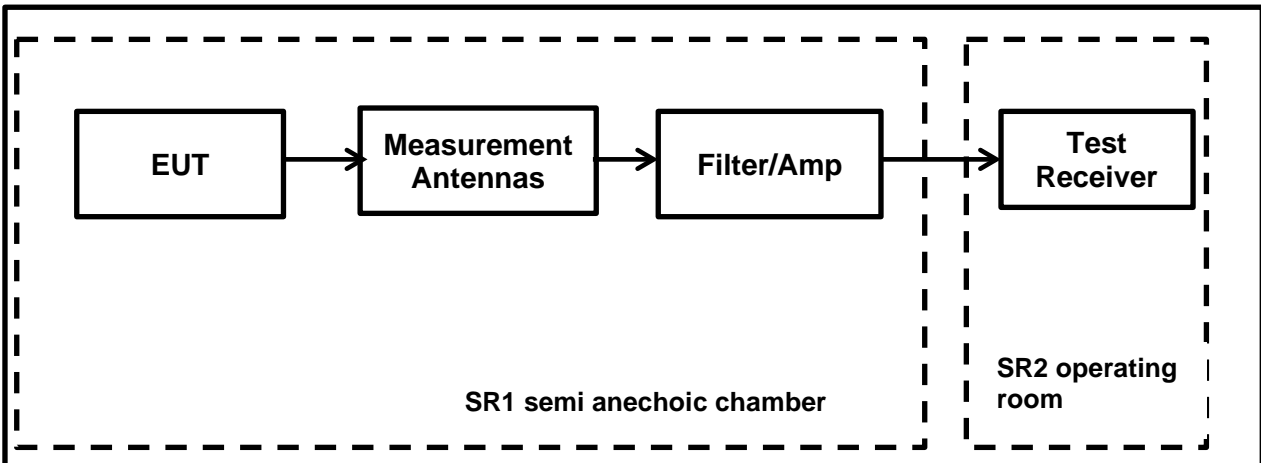 EUT
Measurement
Antennas
Filter/Amp
Test
Receiver
SR1 semi anechoic chamber
SR2 operating
room